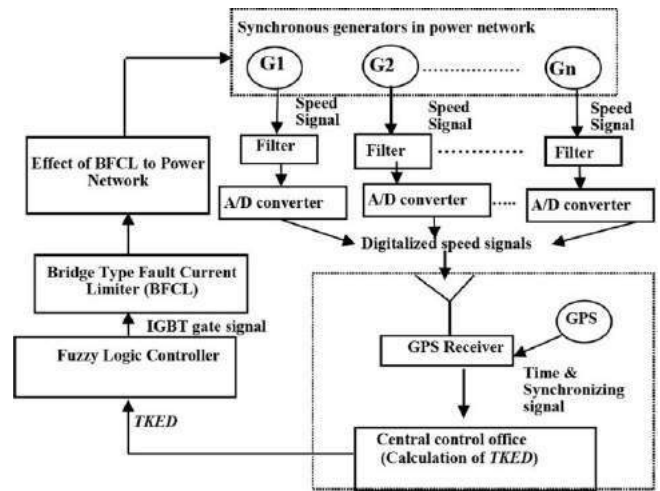 Synchronous generators in power network
G1
G2
Gn
Speed
Signal
Speed
Signal
Speed
Signal
Filter
Filter
Filter
A/D converter
A/D converter
A/D converter
Digitalized speed signals
Effect of BFCL to Power
Network
Bridge Type Fault Current
Limiter (BFCL)
IGBT gate signal
Fuzzy Logic Controller
TKED
GPS
GPS Receiver
Time &
Synchronizing
signal
Central control office
(Calculation of TKED)